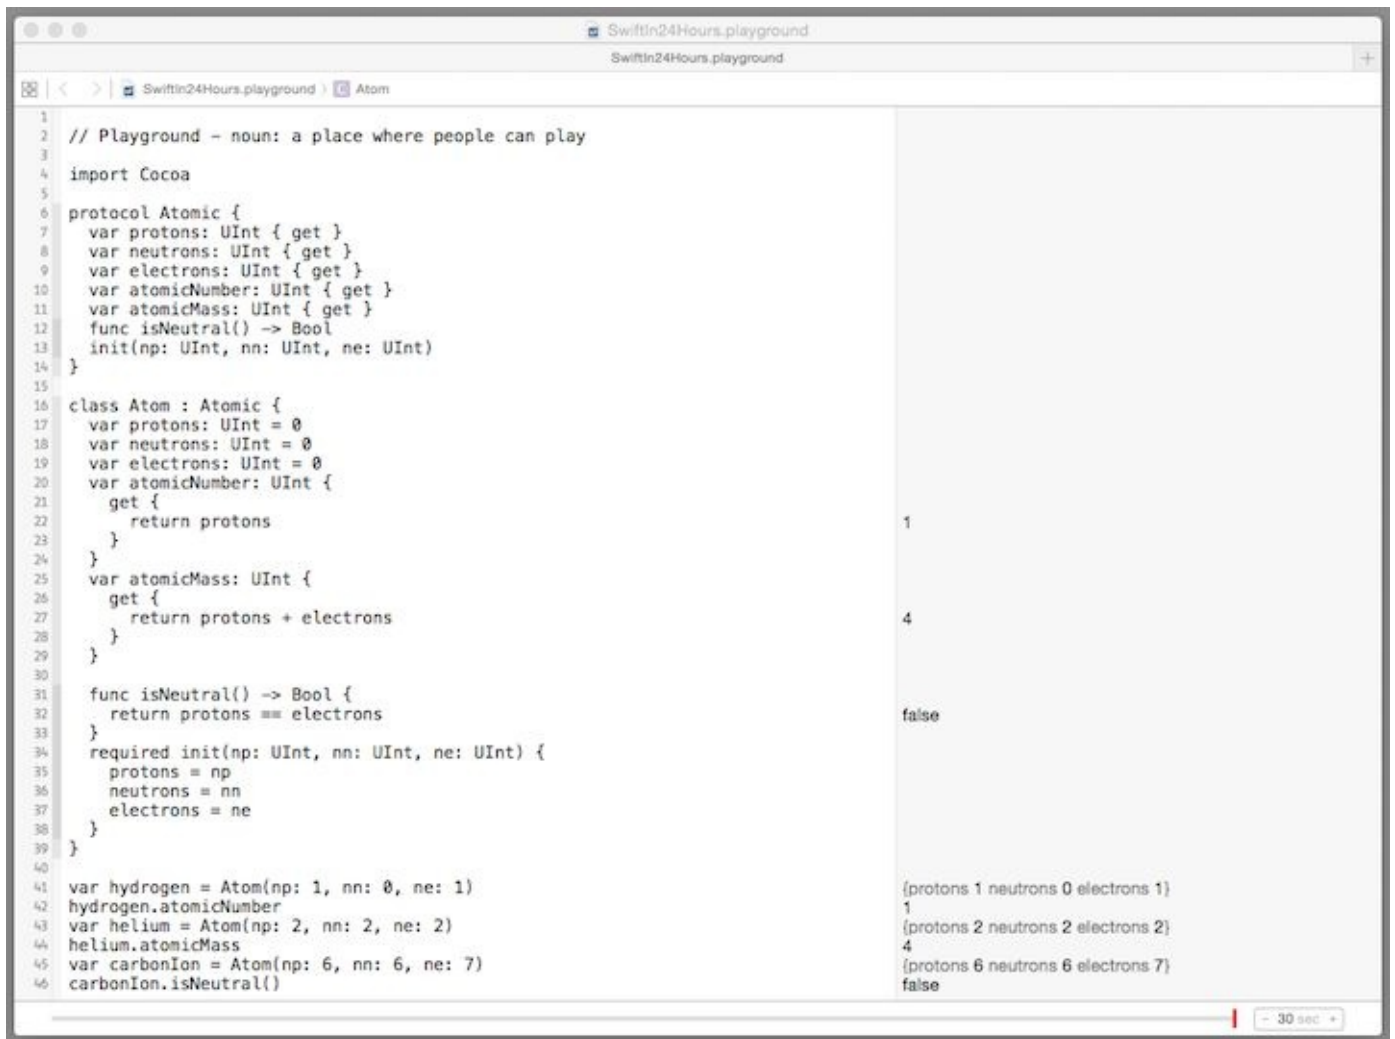 SwiftIn24Hours.playground
SwiftIn24Hours.playground +
SwiftIn24Hours.playground › C Atom
1
2 // Playground – noun: a place where people can play
3
4 import Cocoa
5
6 protocol Atomic {
7 var protons: UInt { get }
8 var neutrons: UInt { get }
9 var electrons: UInt { get }
10 var atomicNumber: UInt { get }
11 var atomicMass: UInt { get }
12 func isNeutral() -> Bool
13 init(np: UInt, nn: UInt, ne: UInt)
14 }
15
16 class Atom : Atomic {
17 var protons: UInt = 0
18 var neutrons: UInt = 0
19 var electrons: UInt = 0
20 var atomicNumber: UInt {
21 get {
22 return protons 1
23 }
24 }
25 var atomicMass: UInt {
26 get {
27 return protons + electrons 4
28 }
29 }
30
31 func isNeutral() -> Bool {
32 return protons == electrons false
33 }
34 required init(np: UInt, nn: UInt, ne: UInt) {
35 protons = np
36 neutrons = nn
37 electrons = ne
38 }
39 }
40
41 var hydrogen = Atom(np: 1, nn: 0, ne: 1) {protons 1 neutrons 0 electrons 1}
42 hydrogen.atomicNumber 1
43 var helium = Atom(np: 2, nn: 2, ne: 2) {protons 2 neutrons 2 electrons 2}
44 helium.atomicMass 4
45 var carbonIon = Atom(np: 6, nn: 6, ne: 7) {protons 6 neutrons 6 electrons 7}
46 carbonIon.isNeutral() false
- 30 sec +